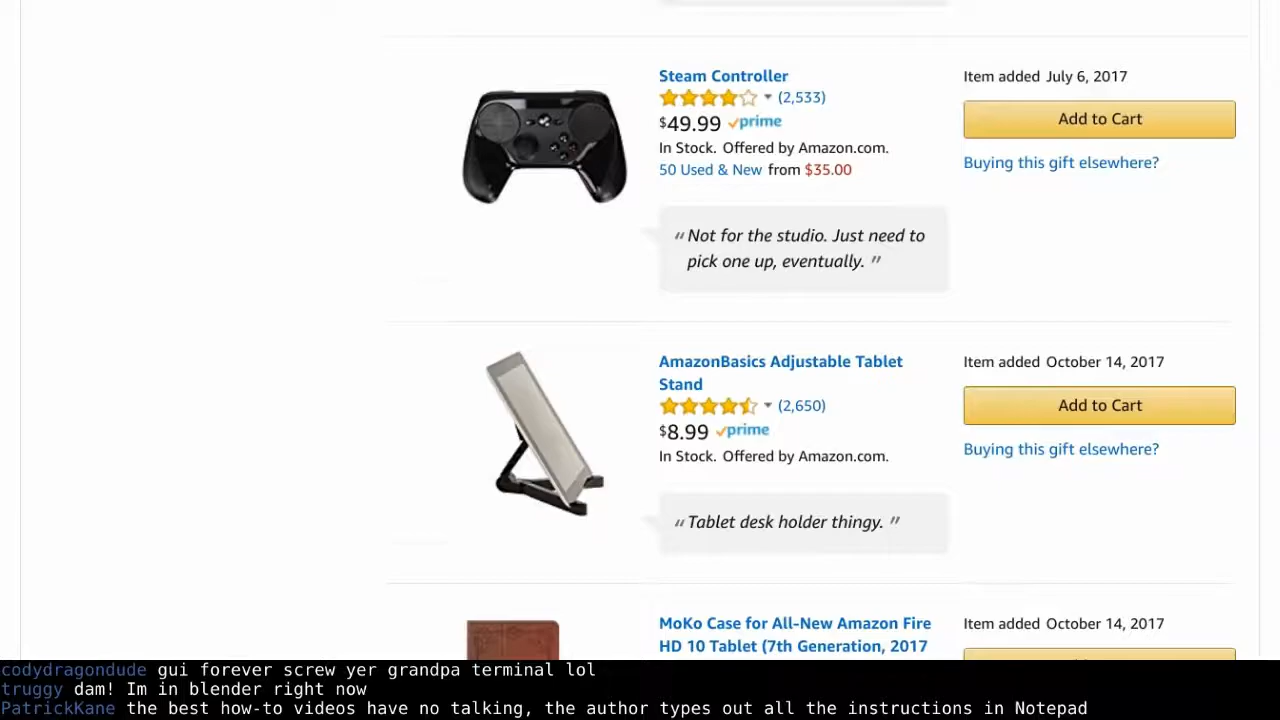 Steam Controller
(2,533)
$49.99 prime
In Stock. Offered by Amazon.com.
50 Used & New from $35.00
" Not for the studio. Just need to
pick one up, eventually. "
Item added July 6, 2017
Add to Cart
Buying this gift elsewhere?
AmazonBasics Adjustable Tablet
Stand
(2,650)
$8.99 prime
In Stock. Offered by Amazon.com.
" Tablet desk holder thingy. "
Item added October 14, 2017
Add to Cart
Buying this gift elsewhere?
MoKo Case for All-New Amazon Fire
HD 10 Tablet (7th Generation, 2017
Item added October 14, 2017
codydragondude gui forever screw yer grandpa terminal lol
truggy dam! Im in blender right now
PatrickKane the best how-to videos have no talking, the author types out all the instructions in Notepad